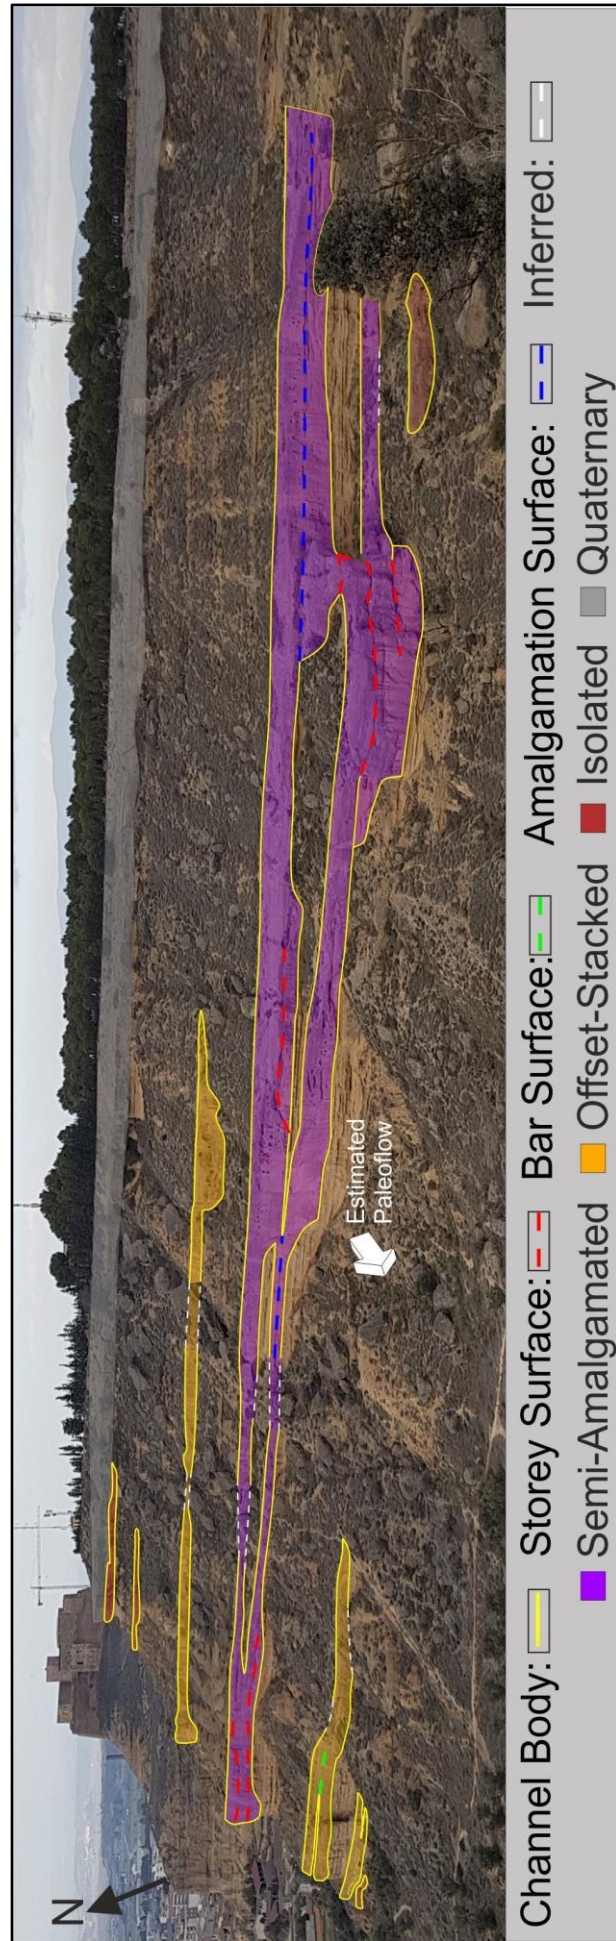 N
Estimated
Paleoflow
Channel Body: Storey Surface: Bar Surface: Amalgamation Surface: Inferred:
Semi-Amalgamated Offset-Stacked Isolated Quaternary